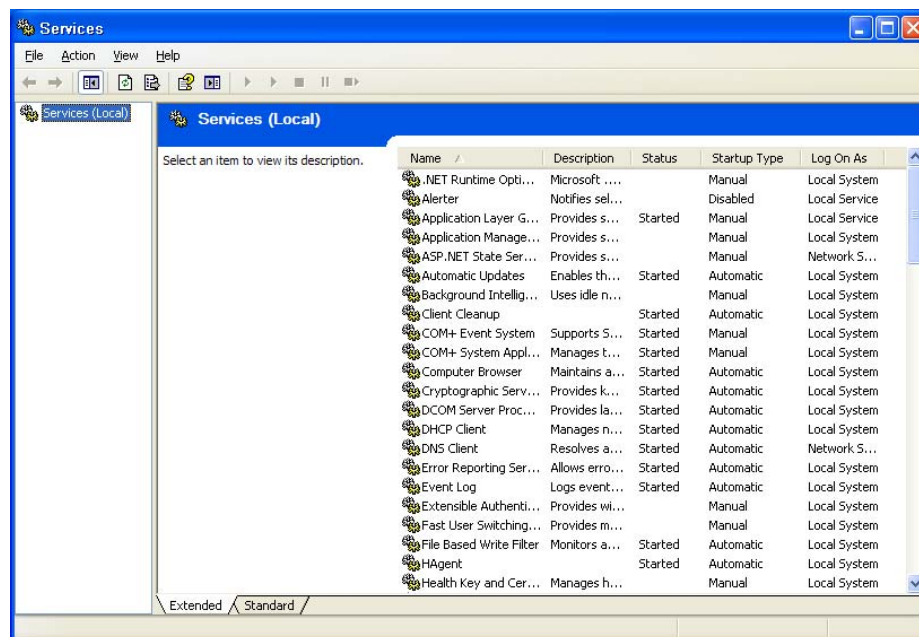 Services
File Action View Help
Services (Local)
Services (Local)
Select an item to view its description.
Name Description Status Startup Type Log On As
.NET Runtime Opti... Microsoft .... Manual Local System
Alerter Notifies sel... Disabled Local Service
Application Layer G... Provides s... Started Manual Local Service
Application Manage... Provides s... Manual Local System
ASP.NET State Ser... Provides s... Manual Network S...
Automatic Updates Enables th... Started Automatic Local System
Background Intellig... Uses idle n... Manual Local System
Client Cleanup Started Automatic Local System
COM+ Event System Supports S... Started Manual Local System
COM+ System Appl... Manages t... Started Manual Local System
Computer Browser Maintains a... Started Automatic Local System
Cryptographic Serv... Provides k... Started Automatic Local System
DCOM Server Proc... Provides la... Started Automatic Local System
DHCP Client Manages n... Started Automatic Local System
DNS Client Resolves a... Started Automatic Network S...
Error Reporting Ser... Allows erro... Started Automatic Local System
Event Log Logs event... Started Automatic Local System
Extensible Authenti... Provides wi... Manual Local System
Fast User Switching... Provides m... Manual Local System
File Based Write Filter Monitors a... Started Automatic Local System
HAgent Started Automatic Local System
Health Key and Cer... Manages h... Manual Local System
Extended Standard